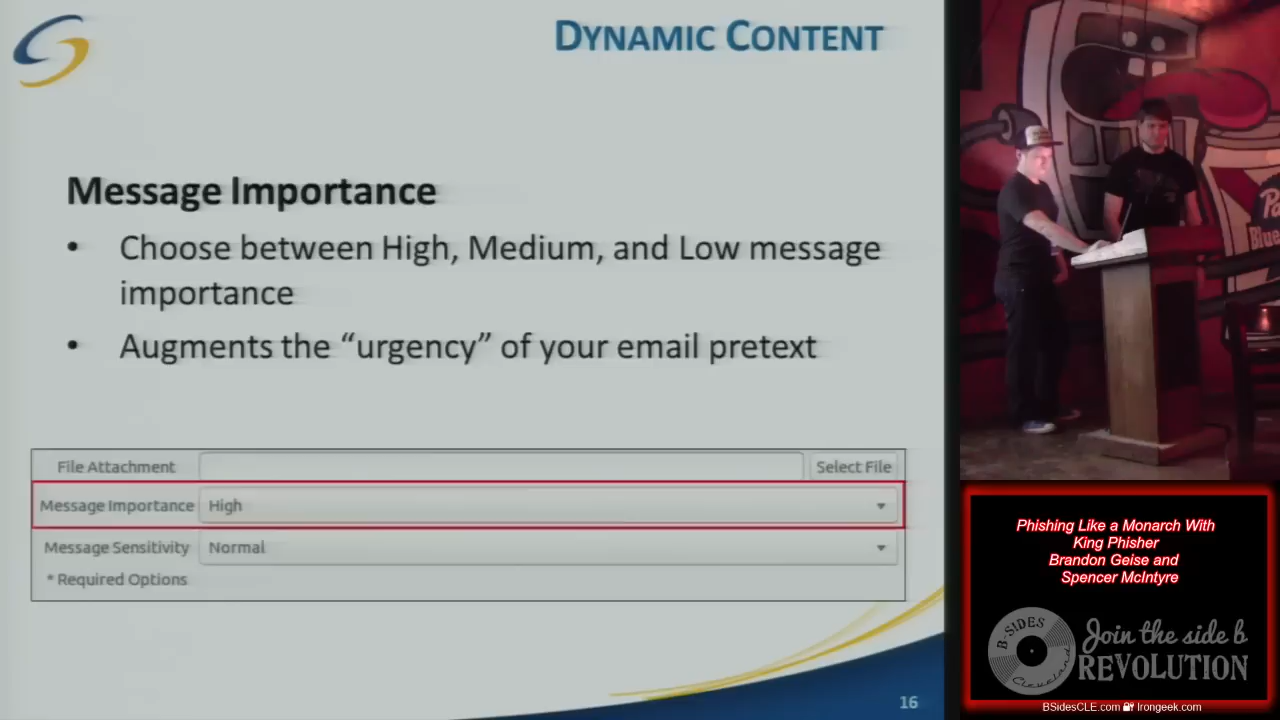 DYNAMIC CONTENT
Message Importance
• Choose between High, Medium, and Low message
importance
• Augments the “urgency” of your email pretext
File Attachment
Select File
Message Importance High
Message Sensitivity Normal
* Required Options
16
Phishing Like a Monarch With
King Phisher
Brandon Geise and
Spencer McIntyre
B-SIDES
Cleveland
Join the side b
REVOLUTION
BSidesCLE.com Irongeek.com